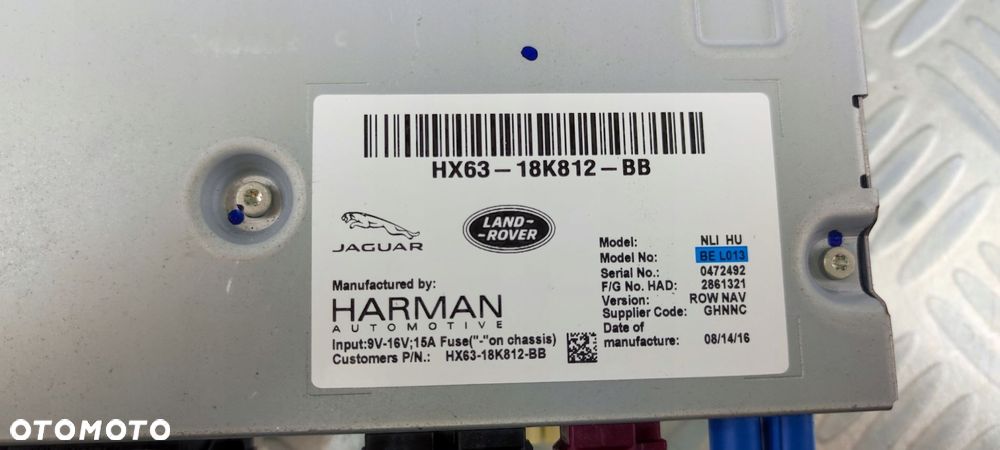 HX63-18K812-BB
JAGUAR
LAND-
-ROVER
Manufactured by:
HARMAN
AUTOMOTIVE
Input:9V-16V;15A Fuse("-"on chassis)
Customers P/N.: HX63-18K812-BB
Model: NLI HU
Model No: BE L013
Serial No.: 0472492
F/G No. HAD: 2861321
Version: ROW NAV
Supplier Code: GHNNC
Date of
manufacture: 08/14/16
OTOMOTO